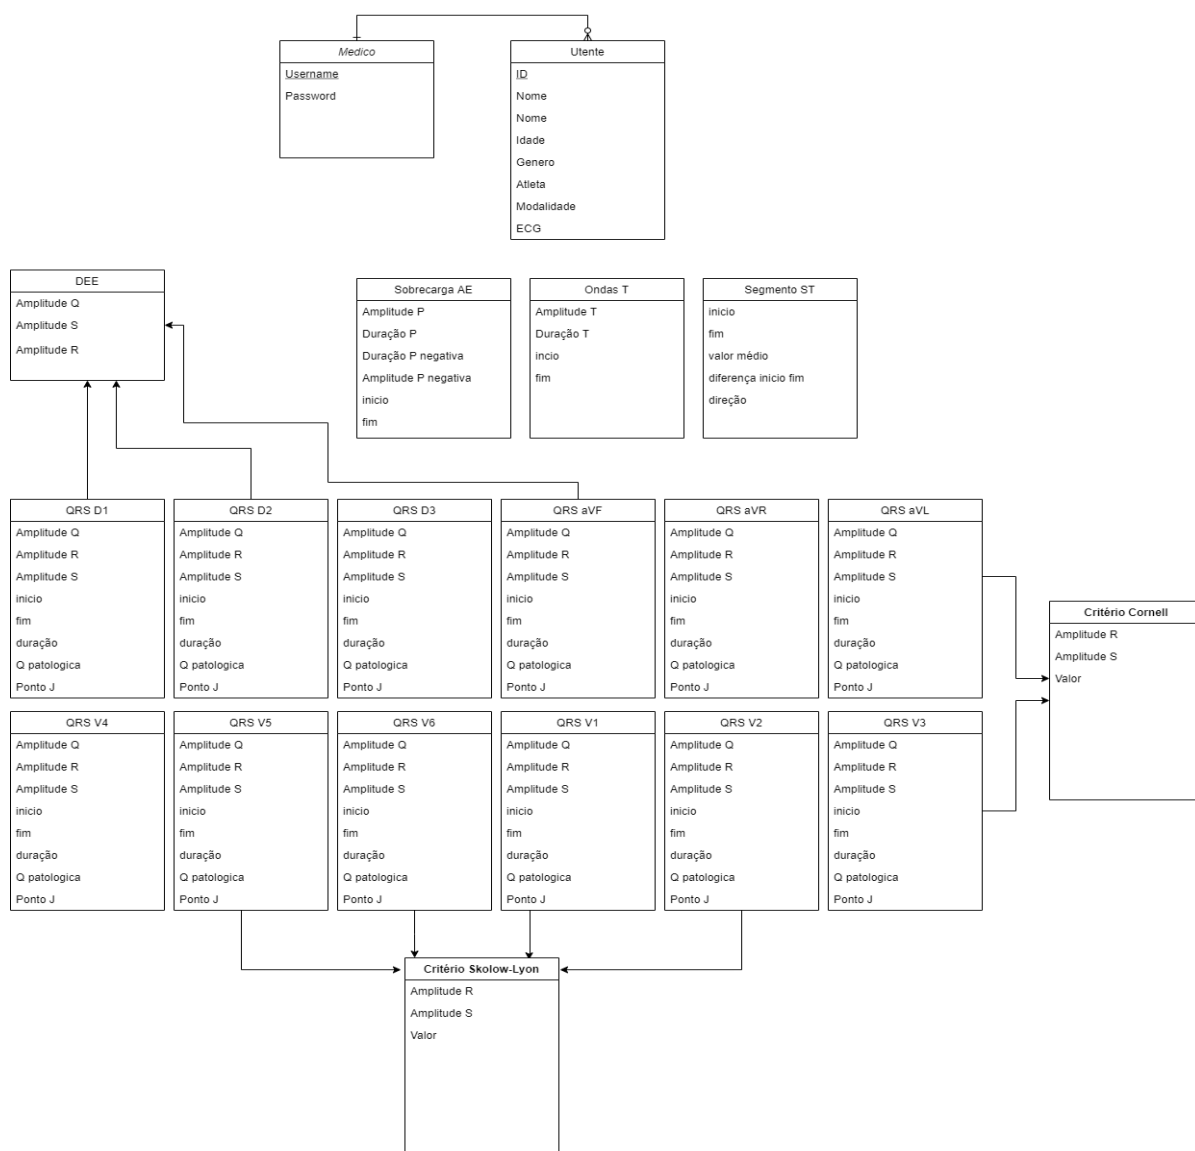 Medico
Username
Password
Utente
ID
Nome
Nome
Idade
Genero
Atleta
Modalidade
ECG
DEE
Amplitude Q
Amplitude S
Amplitude R
Sobrecarga AE
Amplitude P
Duração P
Duração P negativa
Amplitude P negativa
inicio
fim
Ondas T
Amplitude T
Duração T
incio
fim
Segmento ST
inicio
fim
valor médio
diferença inicio fim
direção
QRS D1
Amplitude Q
Amplitude R
Amplitude S
inicio
fim
duração
Q patologica
Ponto J
QRS D2
Amplitude Q
Amplitude R
Amplitude S
inicio
fim
duração
Q patologica
Ponto J
QRS D3
Amplitude Q
Amplitude R
Amplitude S
inicio
fim
duração
Q patologica
Ponto J
QRS aVF
Amplitude Q
Amplitude R
Amplitude S
inicio
fim
duração
Q patologica
Ponto J
QRS aVR
Amplitude Q
Amplitude R
Amplitude S
inicio
fim
duração
Q patologica
Ponto J
QRS aVL
Amplitude Q
Amplitude R
Amplitude S
inicio
fim
duração
Q patologica
Ponto J
Critério Cornell
Amplitude R
Amplitude S
Valor
QRS V4
Amplitude Q
Amplitude R
Amplitude S
inicio
fim
duração
Q patologica
Ponto J
QRS V5
Amplitude Q
Amplitude R
Amplitude S
inicio
fim
duração
Q patologica
Ponto J
QRS V6
Amplitude Q
Amplitude R
Amplitude S
inicio
fim
duração
Q patologica
Ponto J
QRS V1
Amplitude Q
Amplitude R
Amplitude S
inicio
fim
duração
Q patologica
Ponto J
QRS V2
Amplitude Q
Amplitude R
Amplitude S
inicio
fim
duração
Q patologica
Ponto J
QRS V3
Amplitude Q
Amplitude R
Amplitude S
inicio
fim
duração
Q patologica
Ponto J
Critério Skolow-Lyon
Amplitude R
Amplitude S
Valor